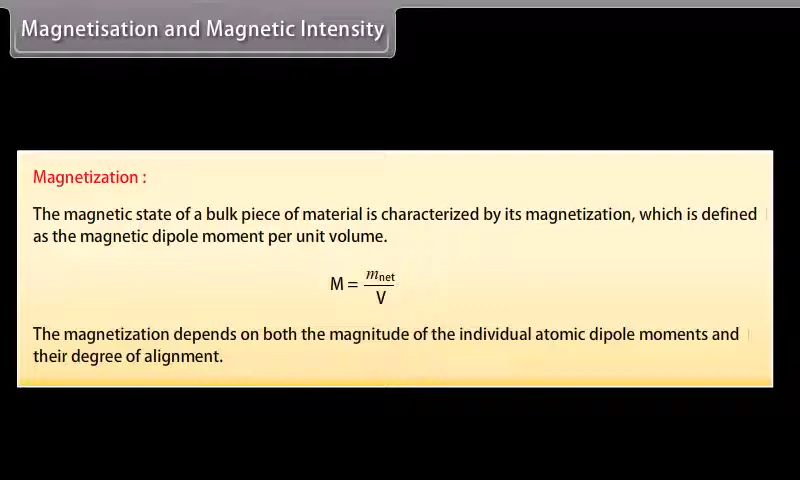 Magnetisation and Magnetic Intensity
Magnetization :
The magnetic state of a bulk piece of material is characterized by its magnetization, which is defined
as the magnetic dipole moment per unit volume.
M = mnet
V
The magnetization depends on both the magnitude of the individual atomic dipole moments and
their degree of alignment.